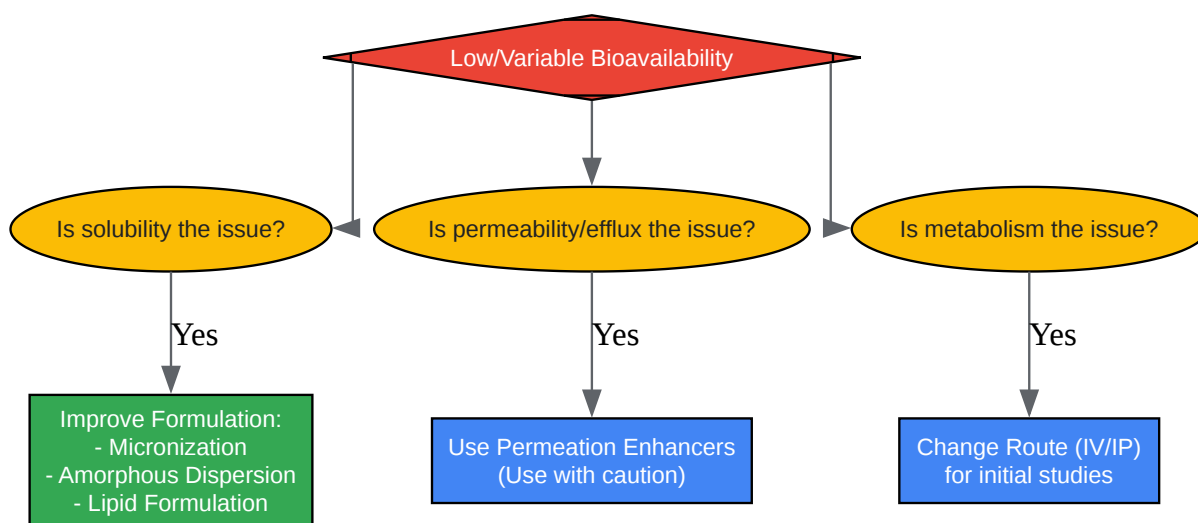 Low/Variable Bioavailability
Is solubility the issue?
Is permeability/efflux the issue?
Is metabolism the issue?
Yes
Yes
Yes
Improve Formulation:
- Micronization
- Amorphous Dispersion
- Lipid Formulation
Use Permeation Enhancers
(Use with caution)
Change Route (IV/IP)
for initial studies